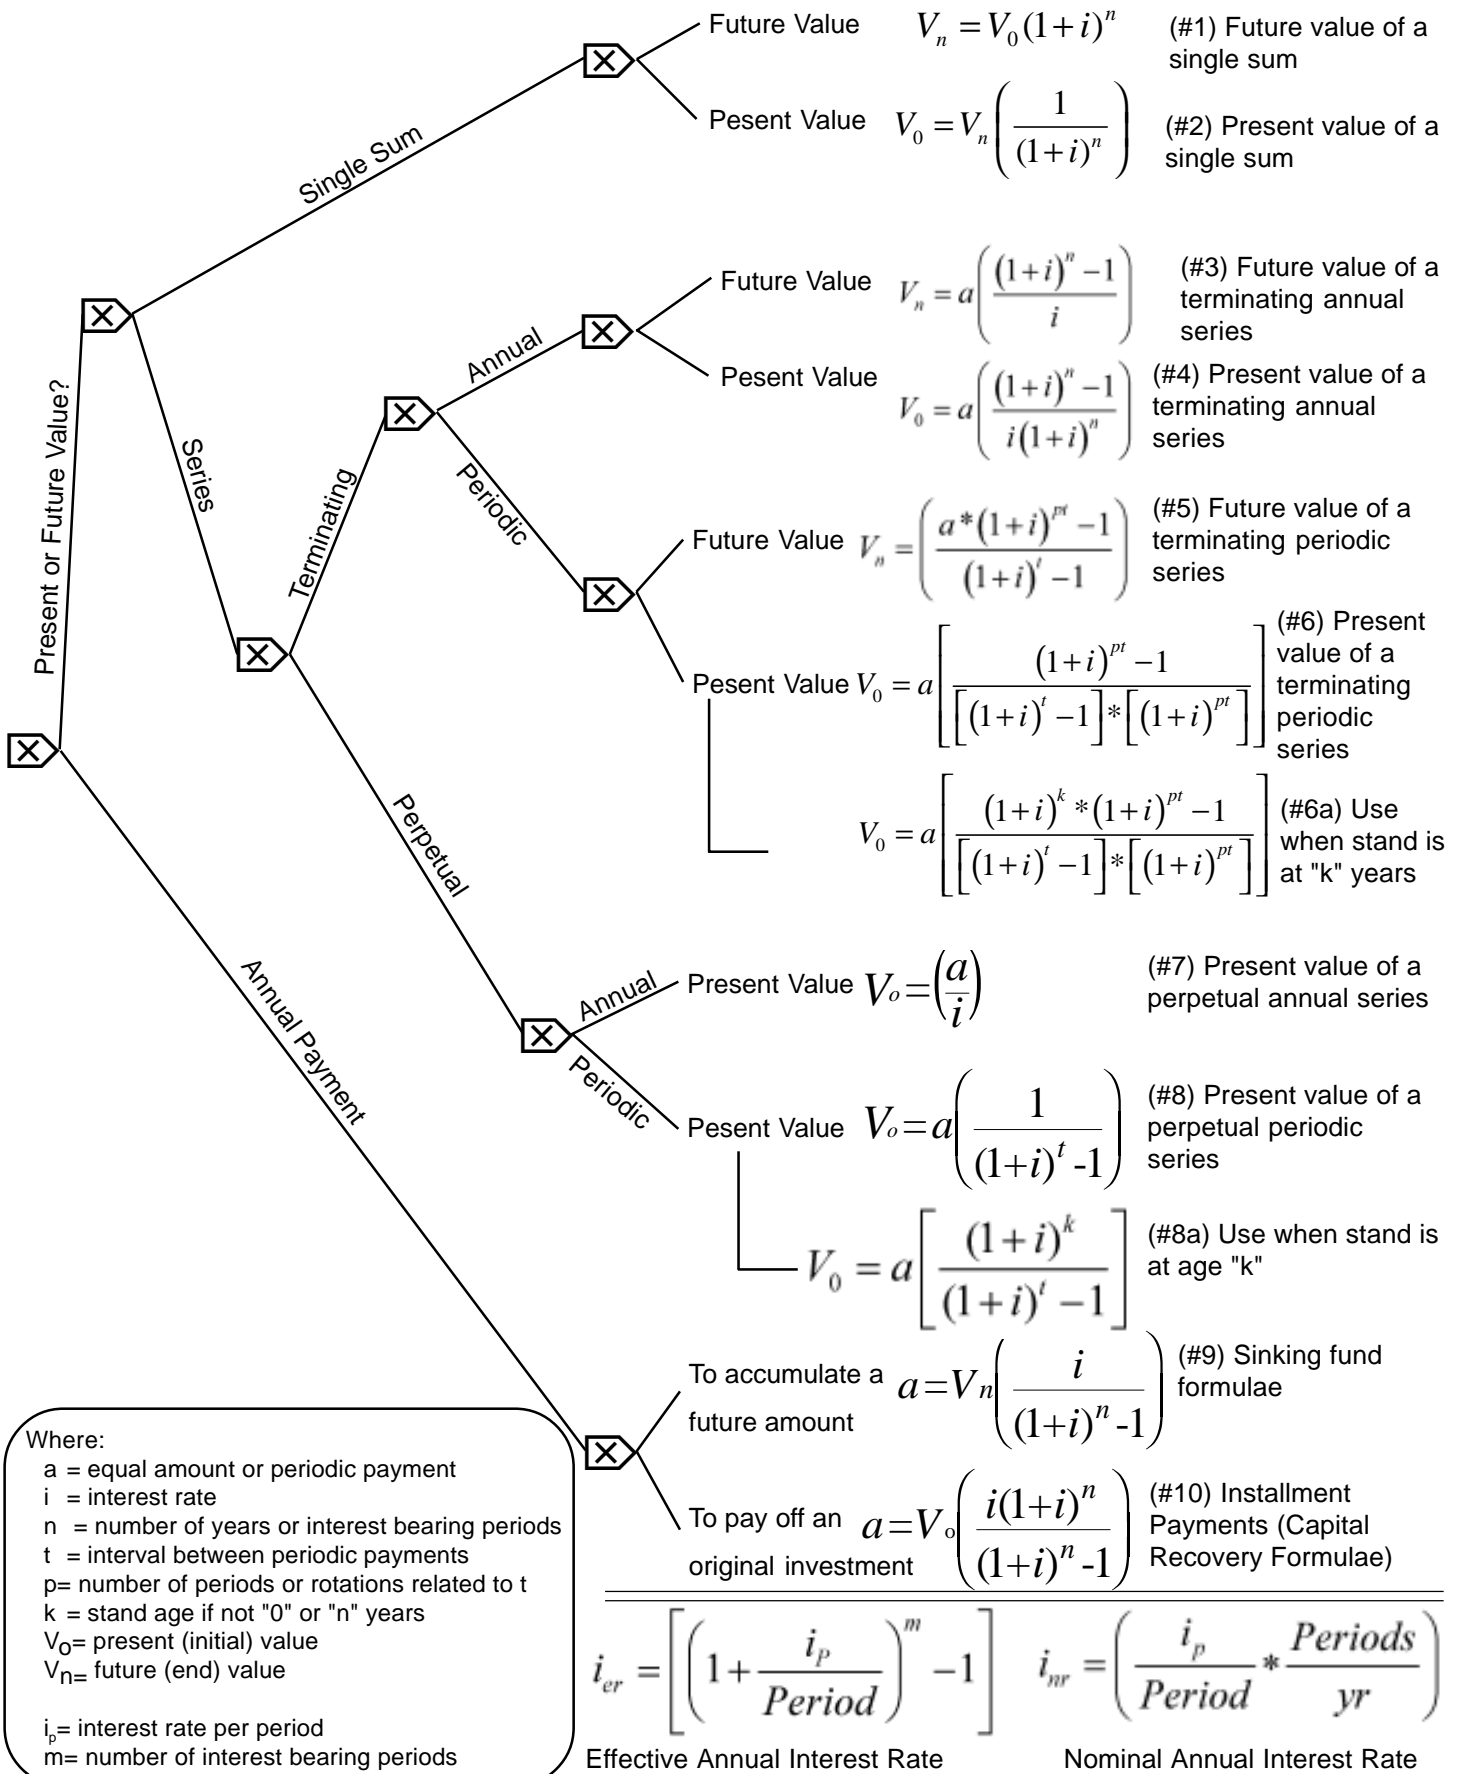 Future Value V_n = V_0(1+i)^n (#1) Future value of a
single sum
Pesent Value V_0 = V_n(1/(1+i)^n) (#2) Present value of a
single sum
Single Sum
Future Value V_n = a(((1+i)^n −1)/i) (#3) Future value of a
terminating annual
series
Annual
Pesent Value V_0 = a(((1+i)^n −1)/(i(1+i)^n)) (#4) Present value of a
terminating annual
series
Present or Future Value?
Series
Terminating
Periodic
Future Value V_n = ((a*(1+i)^pt −1)/((1+i)^t −1)) (#5) Future value of a
terminating periodic
series
Pesent Value V_0 = a[((1+i)^pt −1)/([(1+i)^t −1]*[(1+i)^pt])] (#6) Present
value of a
terminating
periodic
series
V_0 = a[((1+i)^k *(1+i)^pt −1)/([(1+i)^t −1]*[(1+i)^pt])] (#6a) Use
when stand is
at "k" years
Perpetual
Annual
Present Value V_o=(a/i) (#7) Present value of a
perpetual annual series
Periodic
Pesent Value V_o=a(1/((1+i)^t -1)) (#8) Present value of a
perpetual periodic
series
V_0 = a[(1+i)^k/((1+i)^t −1)] (#8a) Use when stand is
at age "k"
Annual Payment
To accumulate a
future amount
a=V_n(i/((1+i)^n -1)) (#9) Sinking fund
formulae
To pay off an
original investment
a=V_o(i(1+i)^n/((1+i)^n -1)) (#10) Installment
Payments (Capital
Recovery Formulae)
Where:
a = equal amount or periodic payment
i = interest rate
n = number of years or interest bearing periods
t = interval between periodic payments
p= number of periods or rotations related to t
k = stand age if not "0" or "n" years
V_o= present (initial) value
V_n= future (end) value
i_p= interest rate per period
m= number of interest bearing periods
i_er = [(1+ i_p/Period)^m −1]
Effective Annual Interest Rate
i_nr = (i_p/Period * Periods/yr)
Nominal Annual Interest Rate